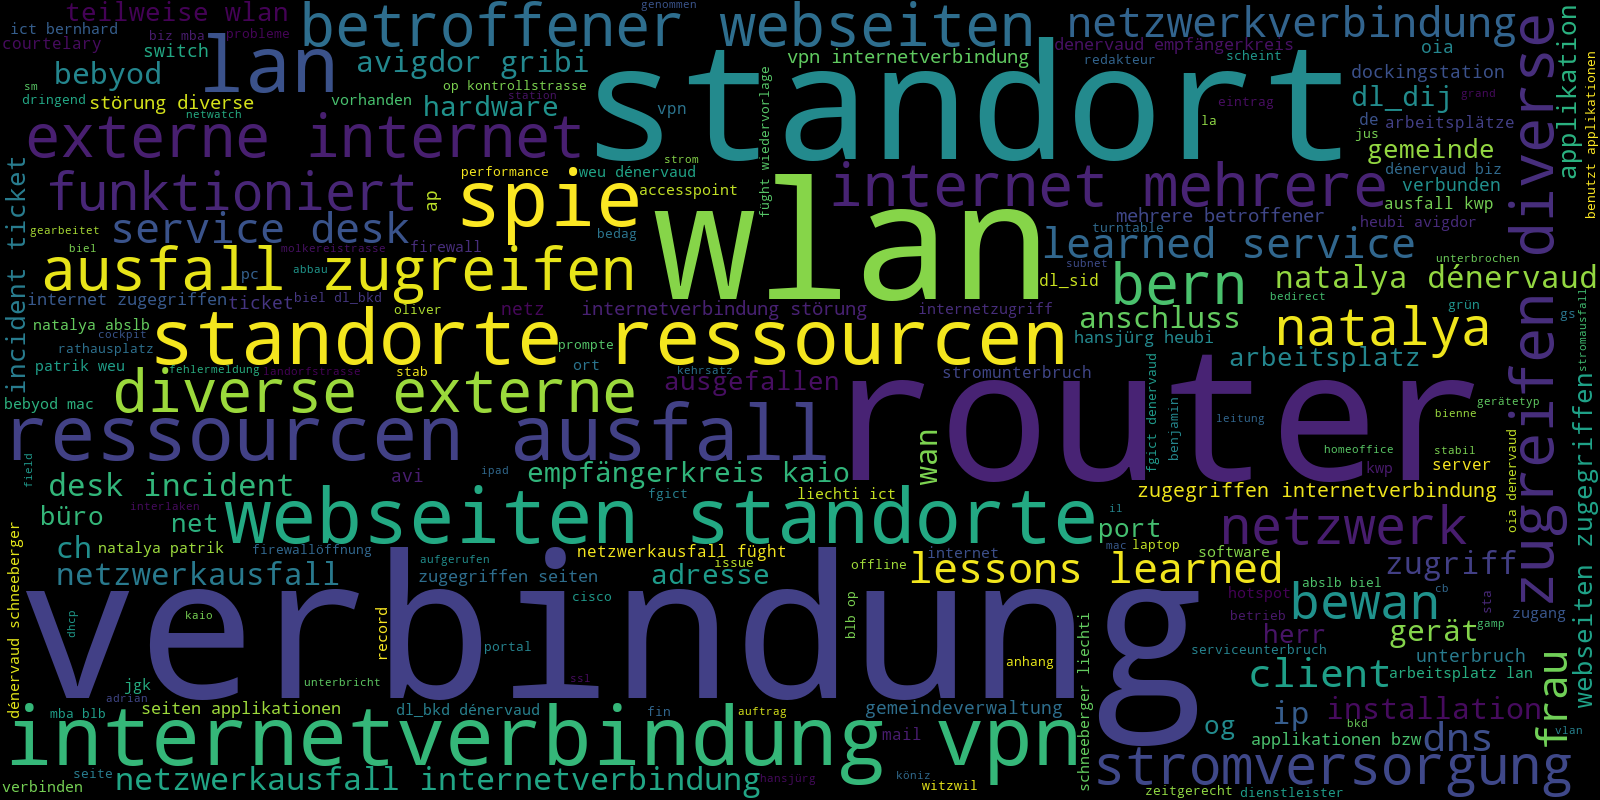 teilweise wlan
genommen
betroffener webseiten
netzwerkverbindung
ict bernhard
biz mba
probleme
courtelary
switch
lan
avigdor gribi
vpn internetverbindung
dénervaud empfängerkreis
oia
redakteur
scheint
bebyod
standort
dockingstation
sm
dringend
störung diverse
vorhanden
op kontrollstrasse
station
hardware
vpn
eintrag
dl_dij
grand
netwatch
la
de
arbeitsplätze
jus
externe internet
gemeinde
applikation
benutzt applikationen
zugreifen diverse
strom
performance
weu dénervaud
fügt wiedervorlage
dénervaud biz
funktioniert
ap
spie
accesspoint
internet mehrere
verbunden
ausfall kwp
incident ticket
service desk
wlan
mehrere betroffener
heubi avigdor
gearbeitet
bedag
turntable
biel
molkereistrasse
firewall
learned service
unterbrochen
ausfall zugreifen
subnet
pc
abbau
dl_sid
bern
natalya dénervaud
internet zugegriffen
ticket
biel dl_bkd
oliver
netz
internetverbindung störung
internetzugriff
bedirect
grün
gs
natalya abslb
cockpit
anschluss
natalya
stromausfall
standorte ressourcen
hansjürg heubi
rathausplatz
prompte
arbeitsplatz
patrik weu
fehlermeldung
landorfstrasse
stab
ort
kehrsatz
stromunterbruch
bebyod mac
diverse externe
ausgefallen
router
gerätetyp
bienne
leitung
fgict denervaud
benjamin
ressourcen ausfall
wan
homeoffice
stabil
field
desk incident
avi
ipad
empfängerkreis kaio
kwp
server
oia denervaud
webseiten zugegriffen
interlaken
fgict
liechti ict
zugegriffen internetverbindung
büro
net
webseiten standorte
il
port
netzwerk
ch
natalya patrik
firewallöffnung
netzwerkausfall füght
internet
mac
laptop
software
aufgerufen
issue
offline
netzwerkausfall
zugegriffen seiten
adresse
lessons learned
zugriff
abslb biel
dénervaud schneeberger
verbindung
cisco
hotspot
bewan
cb
sta
dhcp
kaio
record
blb op
betrieb
zugang
gamp
herr
gerät
portal
anhang
schneeberger liechti
serviceunterbruch
unterbruch
frau
jgk
unterbricht
ssl
client
arbeitsplatz lan
adrian
mba blb
seiten applikationen
dl_bkd dénervaud
fin
auftrag
gemeindeverwaltung
og
ip
installation
bkd
vlan
internetverbindung vpn
mail
applikationen bzw
dns
seite
verbinden
netzwerkausfall internetverbindung
hansjürg
köniz
witzwil
stromversorgung
zeitgerecht
dienstleister